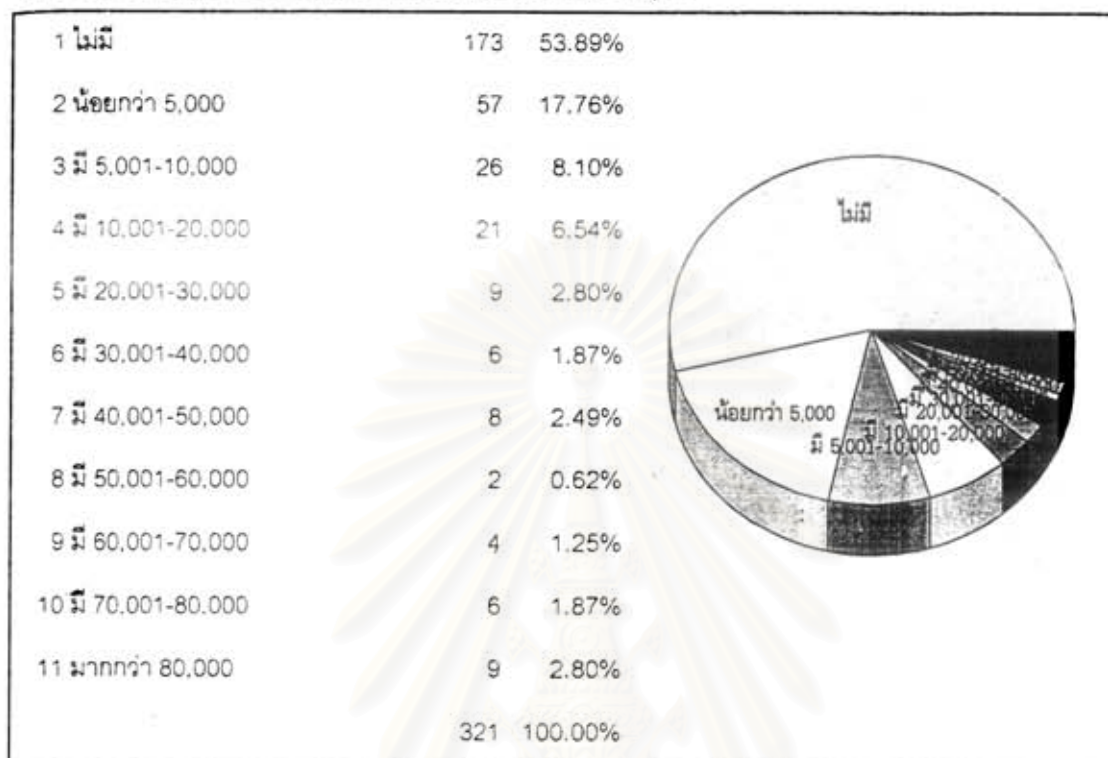 1 ไม่มี 173 53.89%
2 น้อยกว่า 5,000 57 17.76%
3 มี 5,001-10,000 26 8.10%
4 มี 10,001-20,000 21 6.54%
5 มี 20,001-30,000 9 2.80%
6 มี 30,001-40,000 6 1.87%
7 มี 40,001-50,000 8 2.49%
8 มี 50,001-60,000 2 0.62%
9 มี 60,001-70,000 4 1.25%
10 มี 70,001-80,000 6 1.87%
11 มากกว่า 80,000 9 2.80%
321 100.00%
ไม่มี
น้อยกว่า 5,000
มี 20,001-30,000
มี 10,001-20,000
มี 5,001-10,000